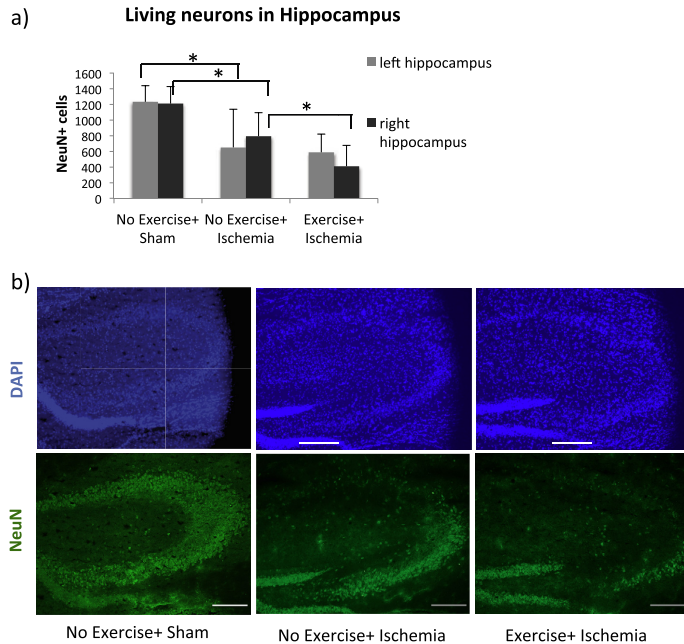 a)
Living neurons in Hippocampus
* * *
NeuN+ cells
1600
1400
1200
1000
800
600
400
200
0
No Exercise+ Sham
No Exercise+ Ischemia
Exercise+ Ischemia
left hippocampus
right
hippocampus
b)
DAPI
NeuN
No Exercise+ Sham
No Exercise+ Ischemia
Exercise+ Ischemia